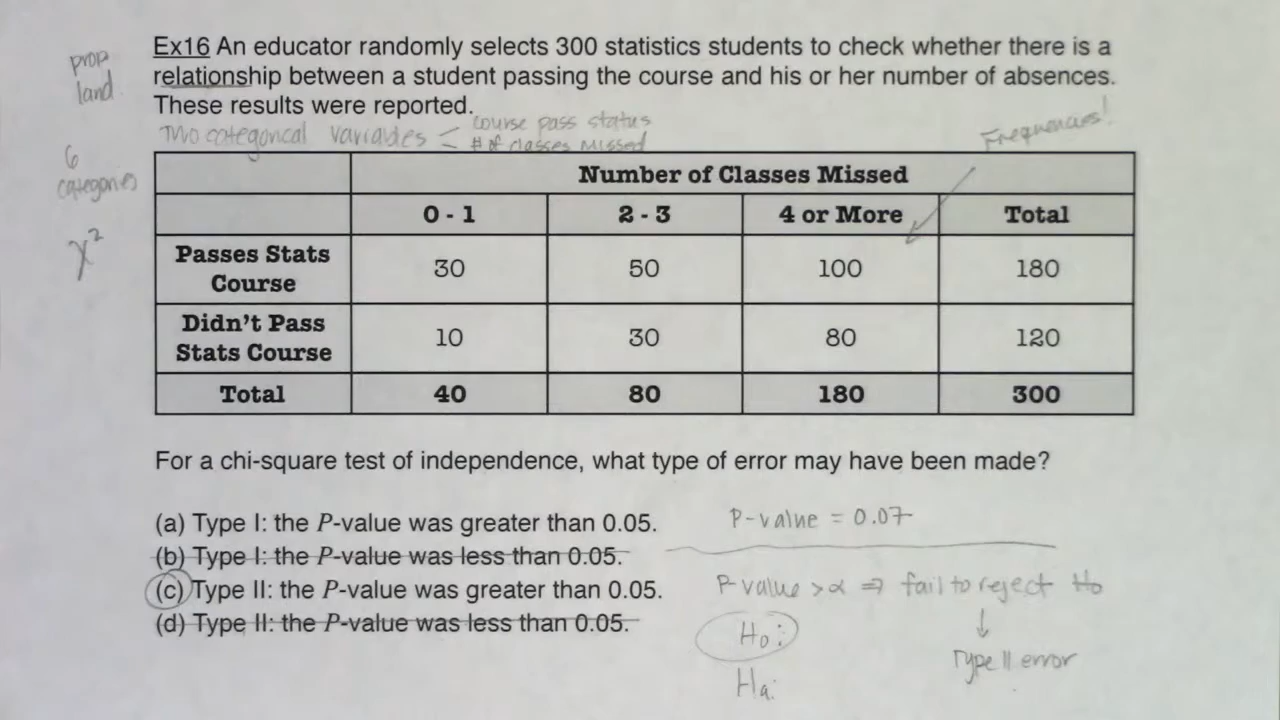 Ex16 An educator randomly selects 300 statistics students to check whether there is a
relationship between a student passing the course and his or her number of absences.
These results were reported.
prop
land
Two categorical variables course pass status
# of classes missed
Frequencies!
6
categories
χ²
Number of Classes Missed
0 - 1 2 - 3 4 or More Total
Passes Stats
Course 30 50 100 180
Didn't Pass
Stats Course 10 30 80 120
Total 40 80 180 300
For a chi-square test of independence, what type of error may have been made?
(a) Type I: the P-value was greater than 0.05.
(b) Type I: the P-value was less than 0.05.
(c) Type II: the P-value was greater than 0.05.
(d) Type II: the P-value was less than 0.05.
P-value = 0.07
P-value > α ⇒ fail to reject Ho
Ho:
Ha:
Type II error